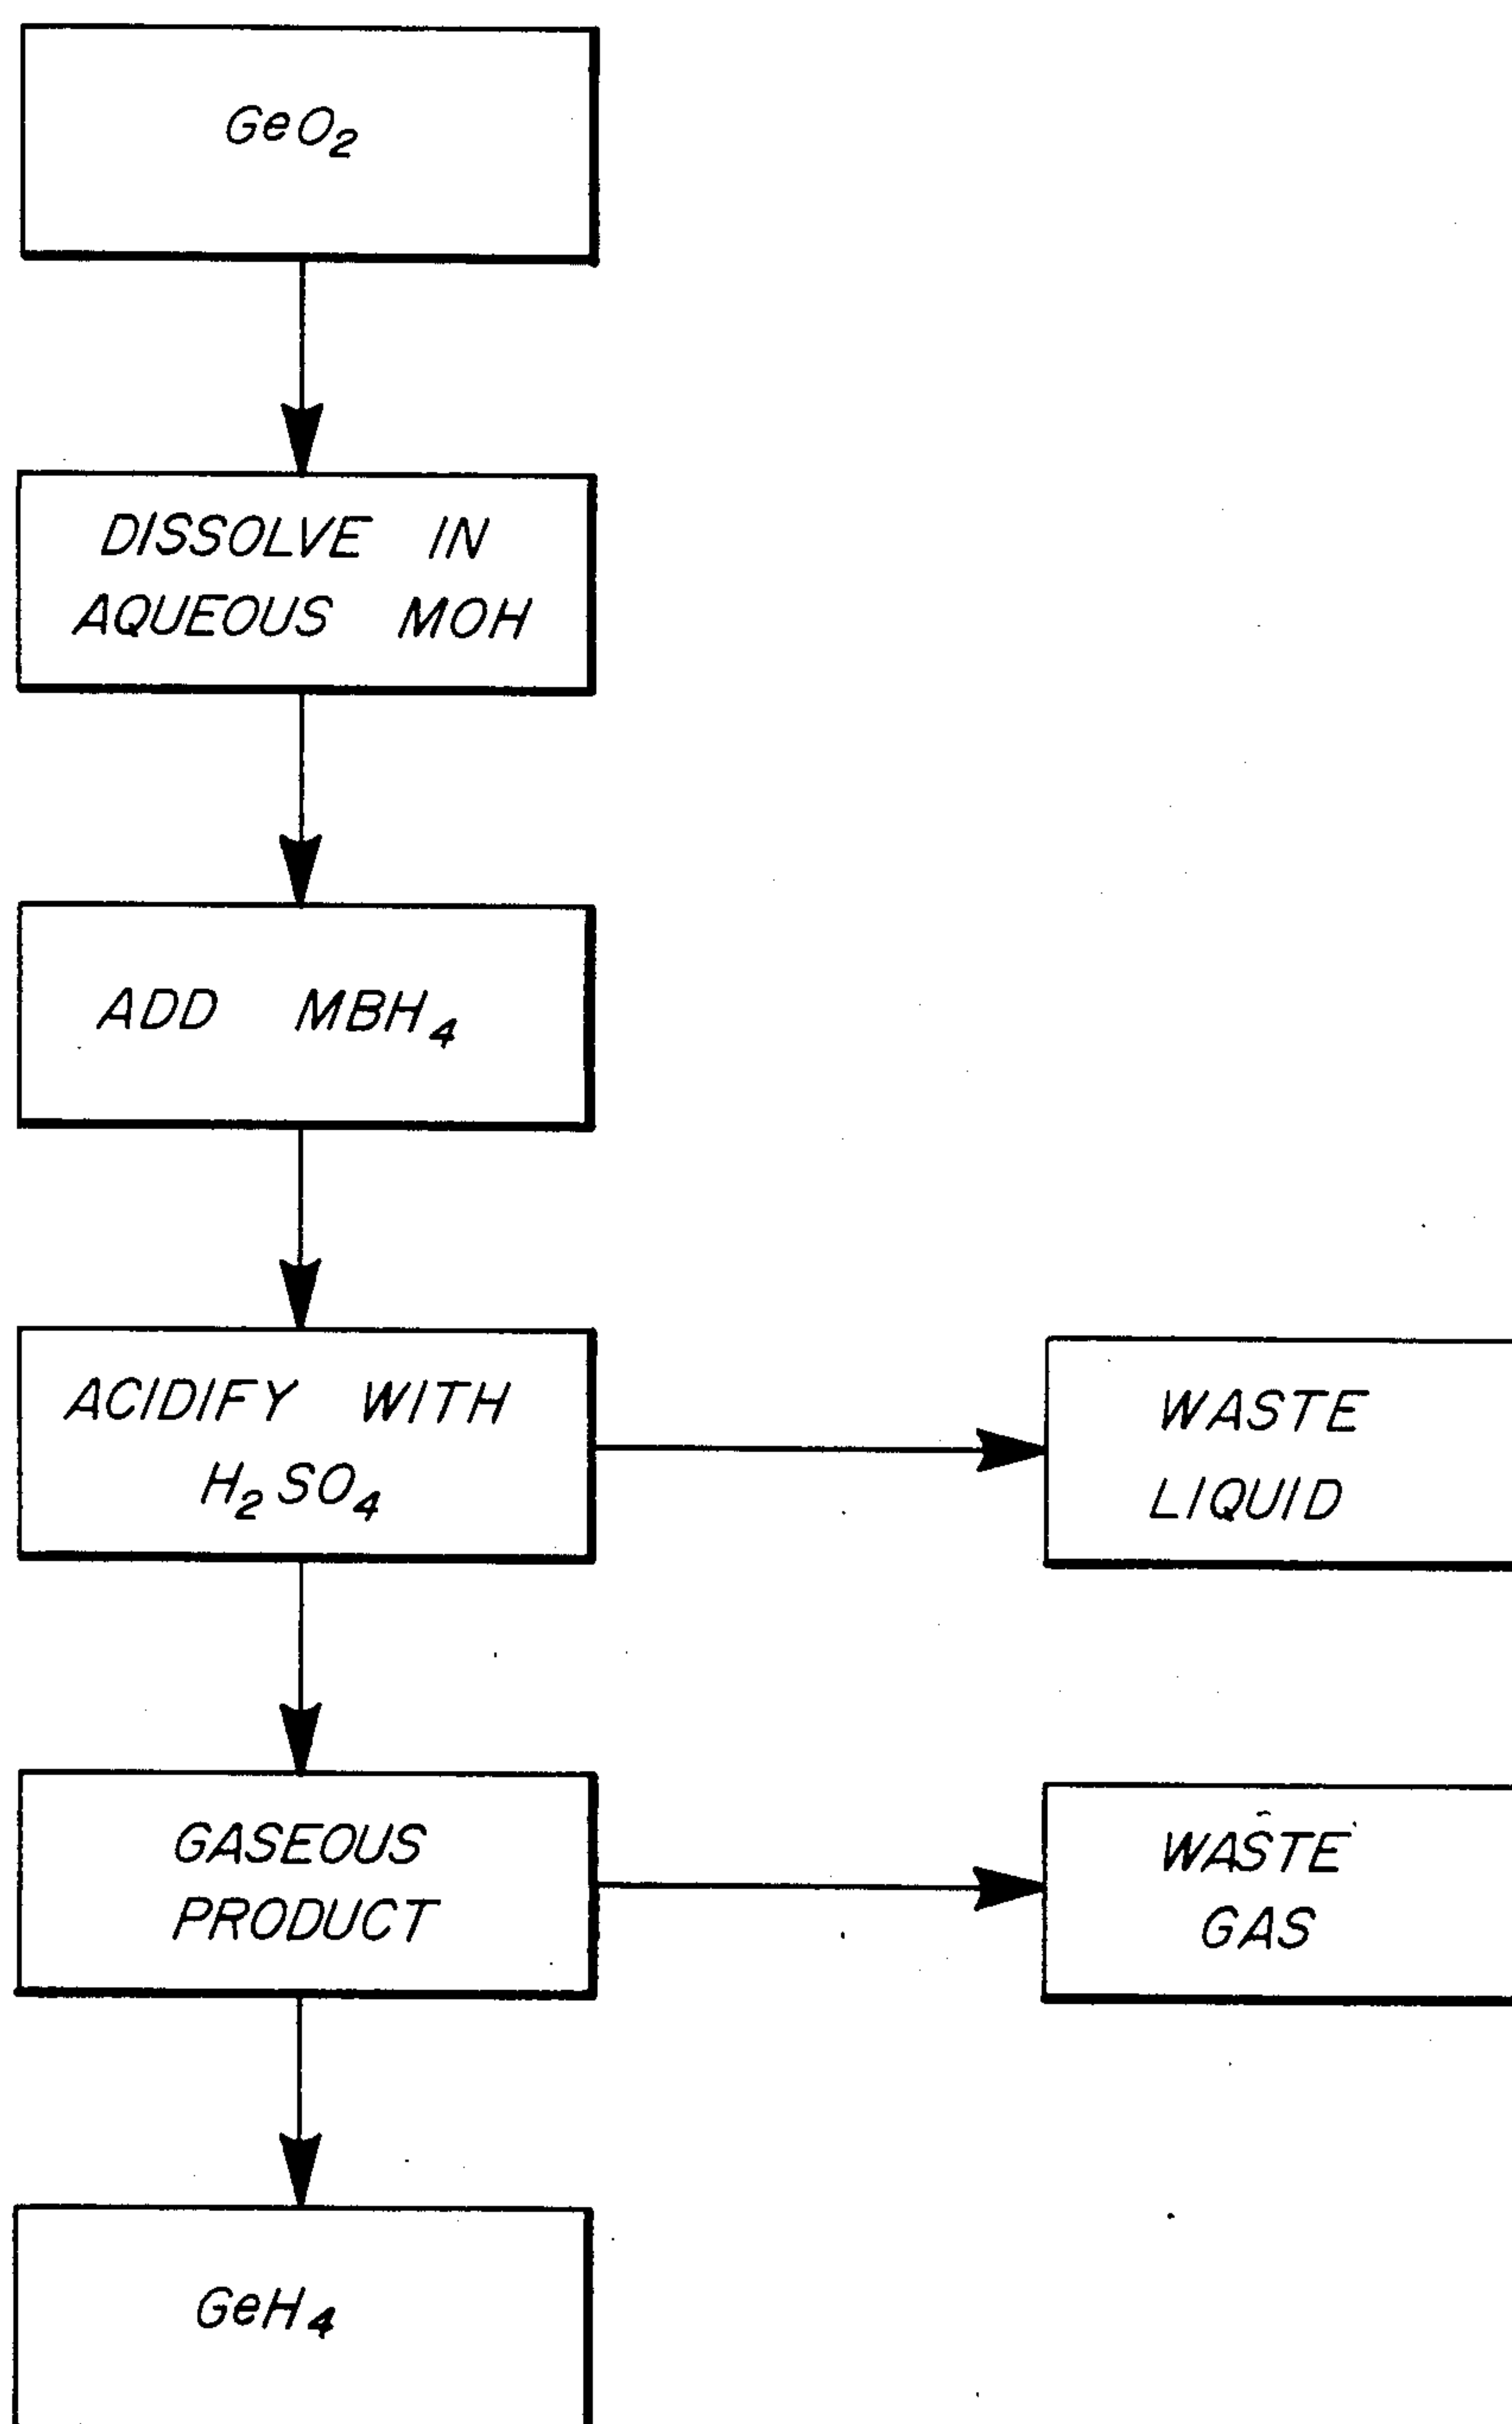 GeO₂
DISSOLVE IN
AQUEOUS MOH
ADD MBH₄
ACIDIFY WITH
H₂SO₄
WASTE
LIQUID
GASEOUS
PRODUCT
WASTE
GAS
GeH₄